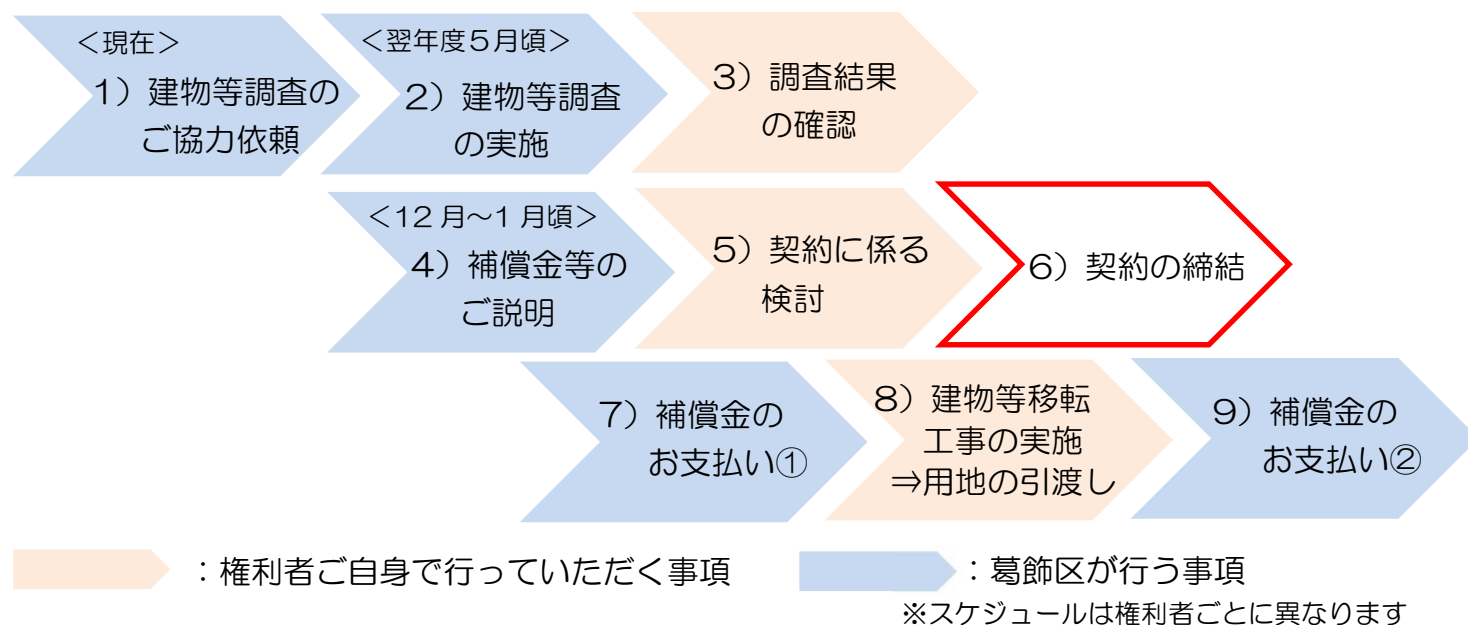 ＜現在＞
1）建物等調査の
ご協力依頼
＜翌年度５月頃＞
2）建物等調査
の実施
3）調査結果
の確認
＜12月～1月頃＞
4）補償金等の
ご説明
5）契約に係る
検討
6）契約の締結
7）補償金の
お支払い①
8）建物等移転
工事の実施
⇒用地の引渡し
9）補償金の
お支払い②
：権利者ご自身で行っていただく事項
：葛飾区が行う事項
※スケジュールは権利者ごとに異なります